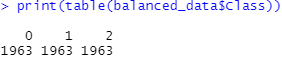 > print(table(balanced_data$class))
0 1 2
1963 1963 1963